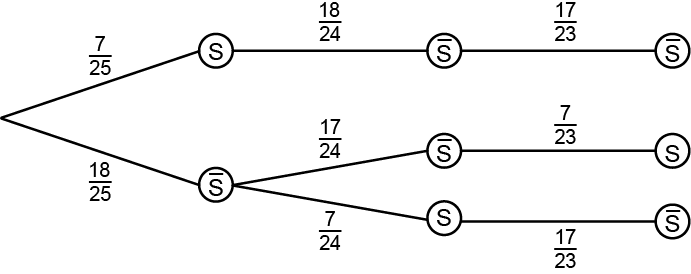 7/25 S 18/24 S̅ 17/23 S̅
18/25 S̅ 17/24 S̅ 7/23 S
7/24 S 17/23 S̅